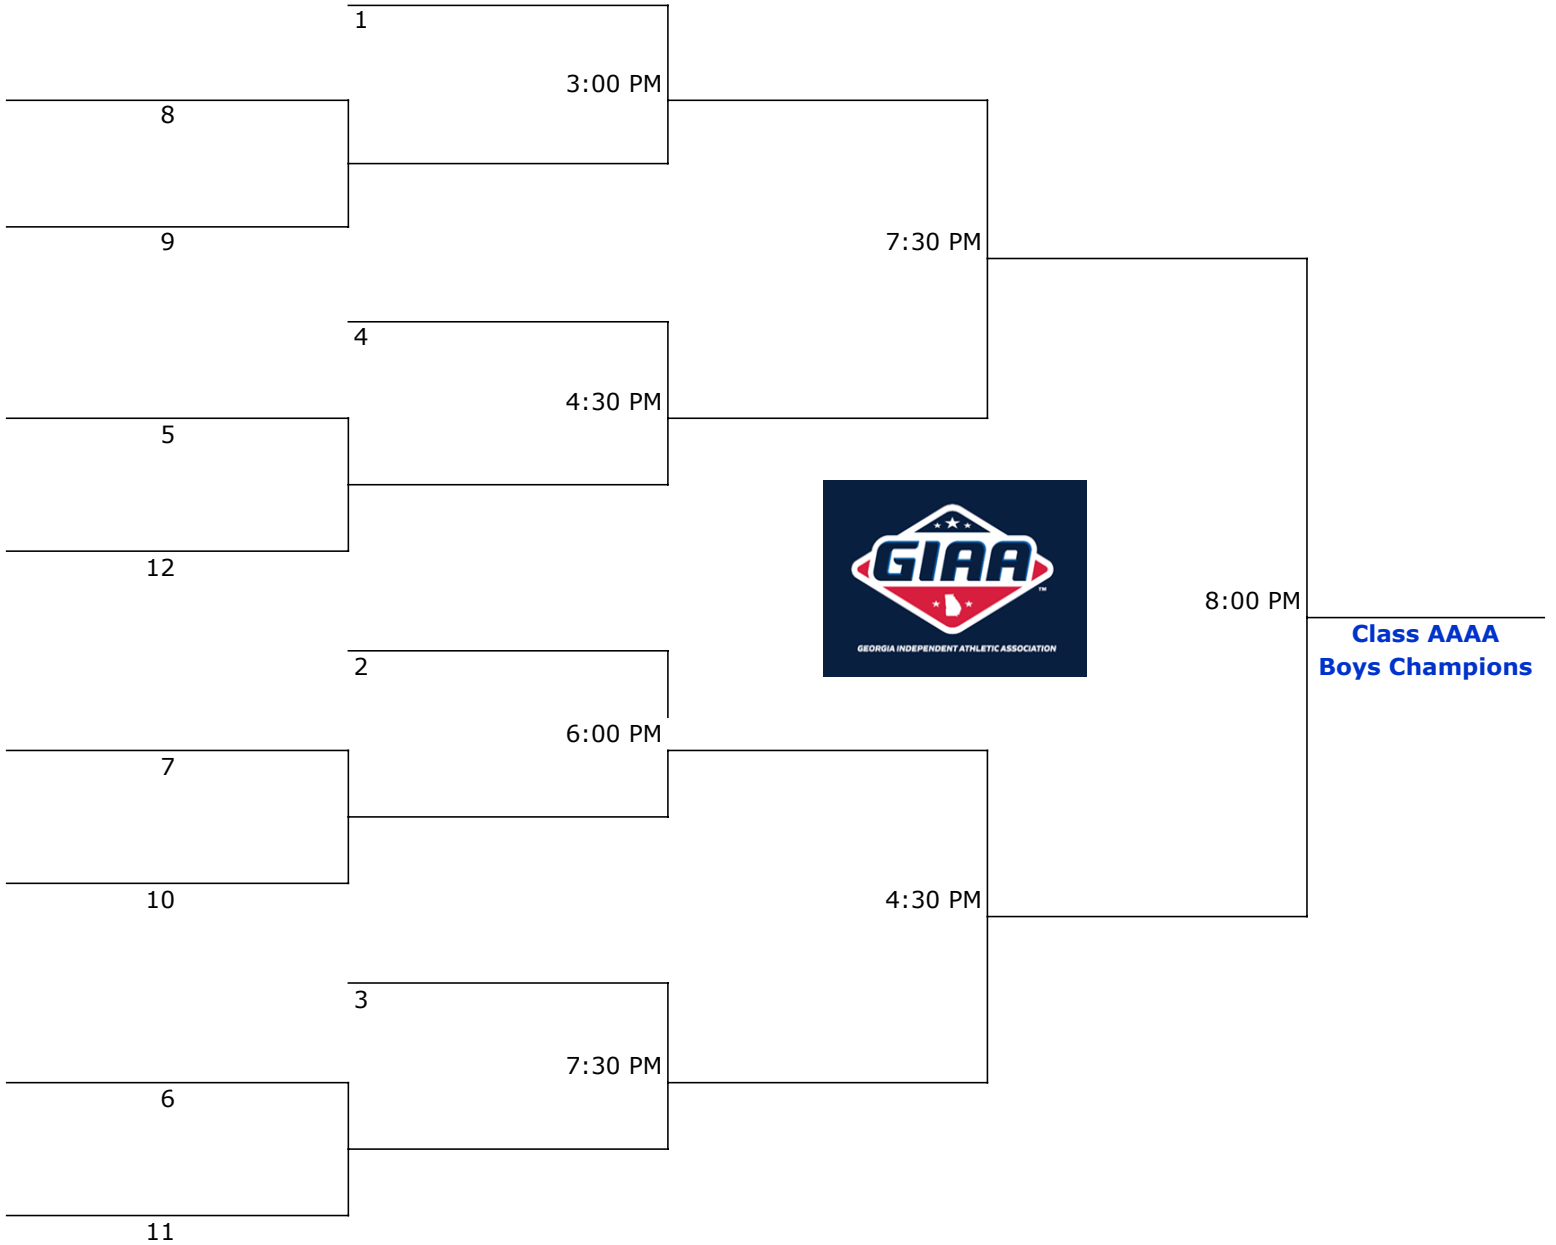 1
3:00 PM
8
9
7:30 PM
4
4:30 PM
5
12
GIAA
™
GEORGIA INDEPENDENT ATHLETIC ASSOCIATION
8:00 PM
Class AAAA
Boys Champions
2
6:00 PM
7
10
4:30 PM
3
7:30 PM
6
11